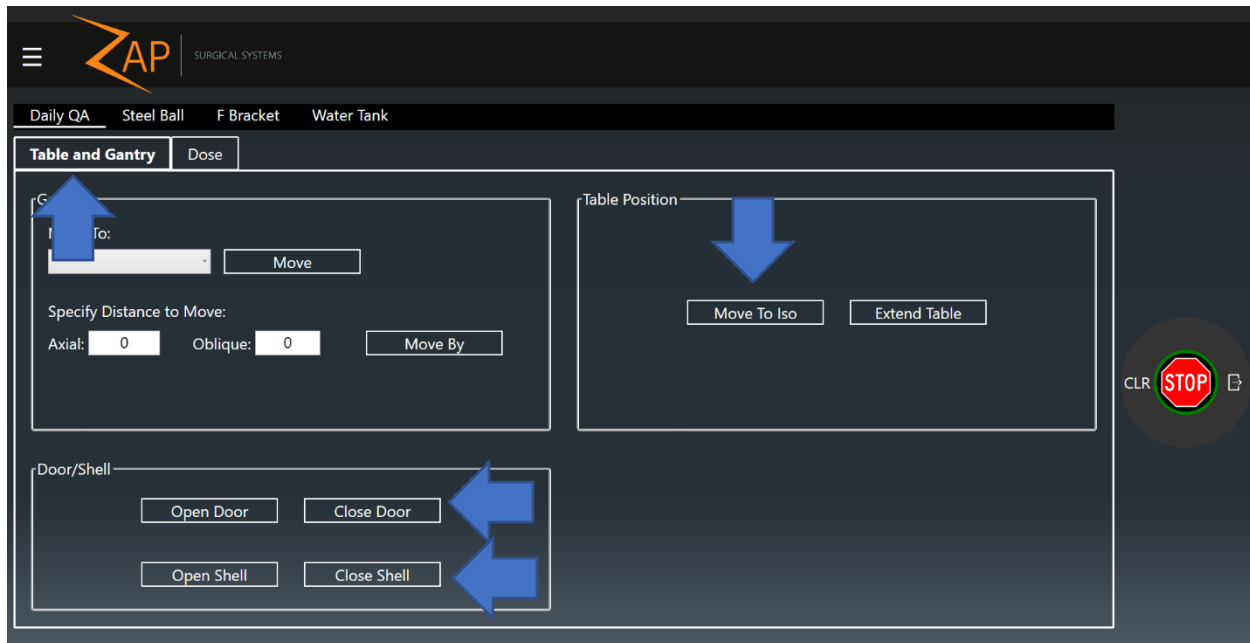 ZAP SURGICAL SYSTEMS
Daily QA Steel Ball F Bracket Water Tank
Table and Gantry Dose
Table Position
To:
Move
Specify Distance to Move:
Axial: 0 Oblique: 0 Move By
Move To Iso Extend Table
CLR STOP
Door/Shell
Open Door Close Door
Open Shell Close Shell